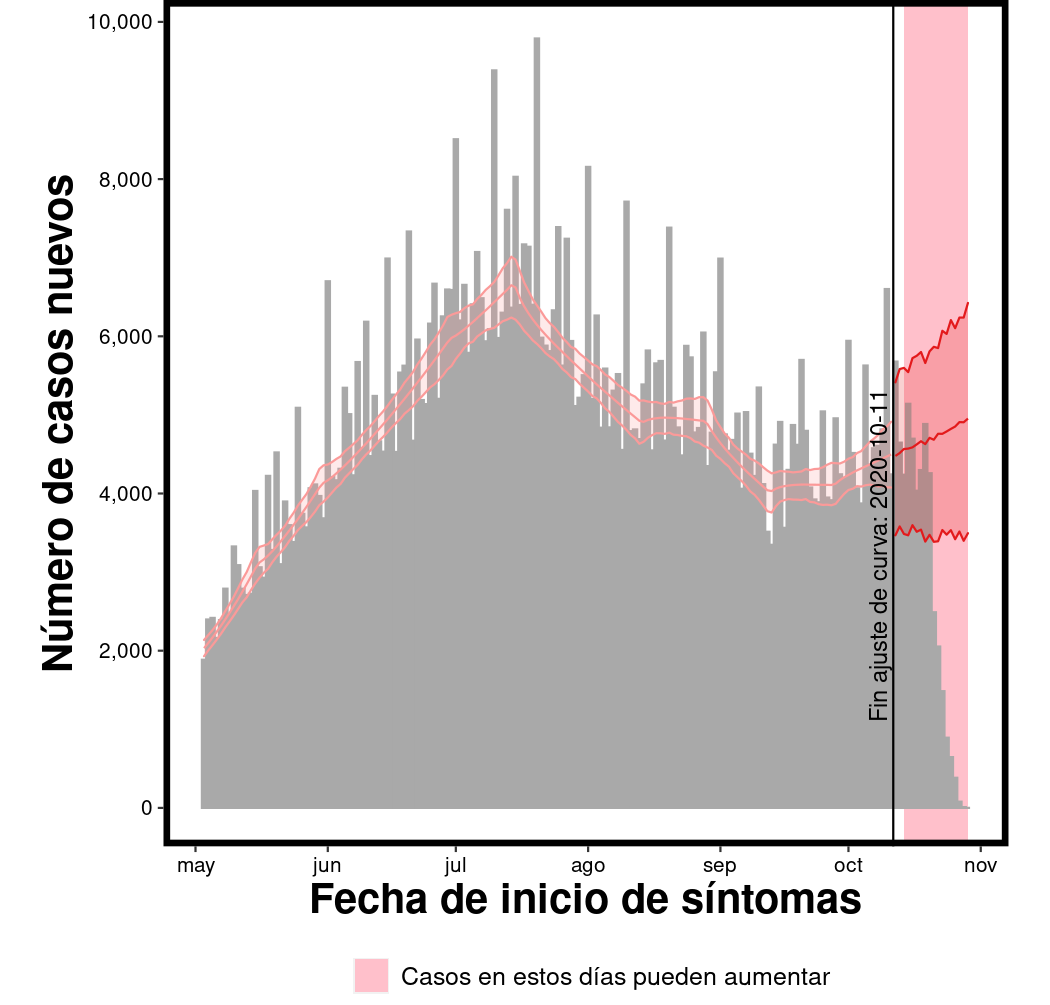 10,000
8,000
6,000
4,000
2,000
0
Número de casos nuevos
Fin ajuste de curva: 2020-10-11
may jun jul ago sep oct nov
Fecha de inicio de síntomas
Casos en estos días pueden aumentar